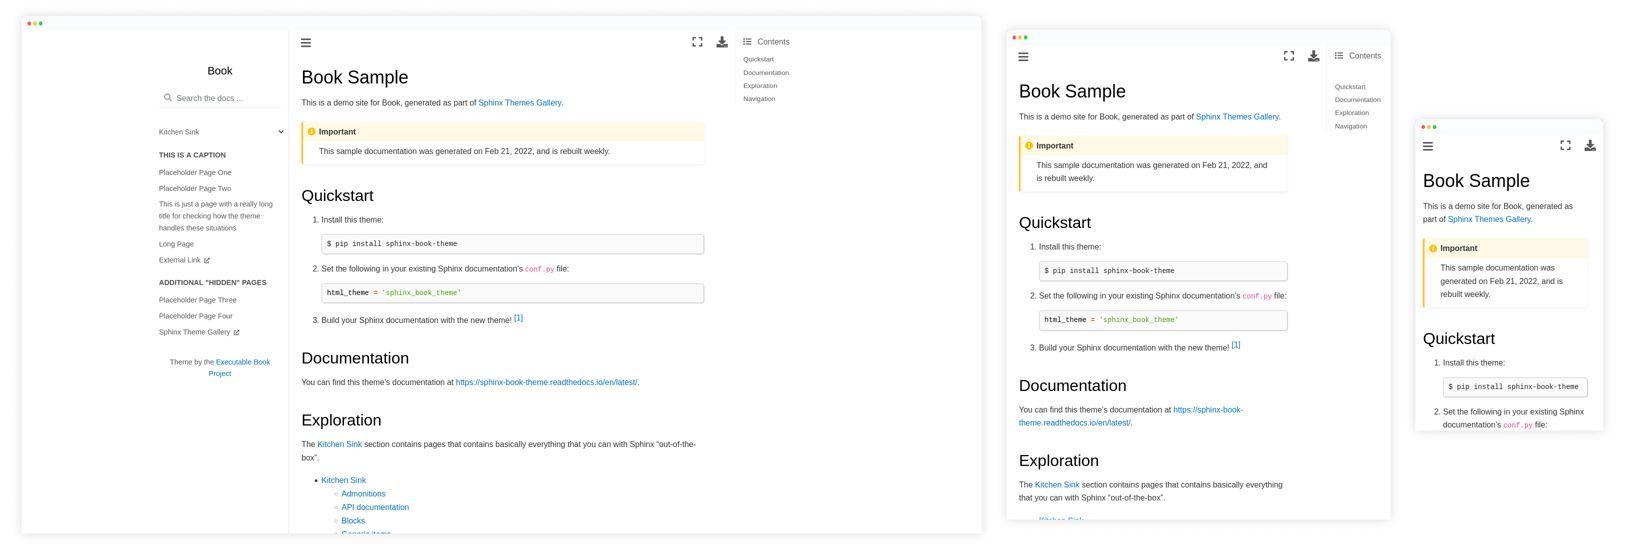 Book
Search the docs ...
Kitchen Sink
THIS IS A CAPTION
Placeholder Page One
Placeholder Page Two
This is just a page with a really long
title for checking how the theme
handles these situations
Long Page
External Link
ADDITIONAL "HIDDEN" PAGES
Placeholder Page Three
Placeholder Page Four
Sphinx Theme Gallery
Theme by the Executable Book
Project
Book Sample
This is a demo site for Book, generated as part of Sphinx Themes Gallery.
Important
This sample documentation was generated on Feb 21, 2022, and is rebuilt weekly.
Quickstart
1. Install this theme:
$ pip install sphinx-book-theme
2. Set the following in your existing Sphinx documentation’s conf.py file:
html_theme = 'sphinx_book_theme'
3. Build your Sphinx documentation with the new theme! [1]
Documentation
You can find this theme’s documentation at https://sphinx-book-theme.readthedocs.io/en/latest/.
Exploration
The Kitchen Sink section contains pages that contains basically everything that you can with Sphinx “out-of-the-
box”.
Kitchen Sink
Admonitions
API documentation
Blocks
Generic items
Contents
Quickstart
Documentation
Exploration
Navigation
Book Sample
This is a demo site for Book, generated as part of Sphinx Themes Gallery.
Important
This sample documentation was generated on Feb 21, 2022, and
is rebuilt weekly.
Quickstart
1. Install this theme:
$ pip install sphinx-book-theme
2. Set the following in your existing Sphinx documentation’s conf.py file:
html_theme = 'sphinx_book_theme'
3. Build your Sphinx documentation with the new theme! [1]
Documentation
You can find this theme’s documentation at https://sphinx-book-
theme.readthedocs.io/en/latest/.
Exploration
The Kitchen Sink section contains pages that contains basically everything
that you can with Sphinx “out-of-the-box”.
Kitchen Sink
Contents
Quickstart
Documentation
Exploration
Navigation
Book Sample
This is a demo site for Book, generated as
part of Sphinx Themes Gallery.
Important
This sample documentation was
generated on Feb 21, 2022, and is
rebuilt weekly.
Quickstart
1. Install this theme:
$ pip install sphinx-book-theme
2. Set the following in your existing Sphinx
documentation’s conf.py file: